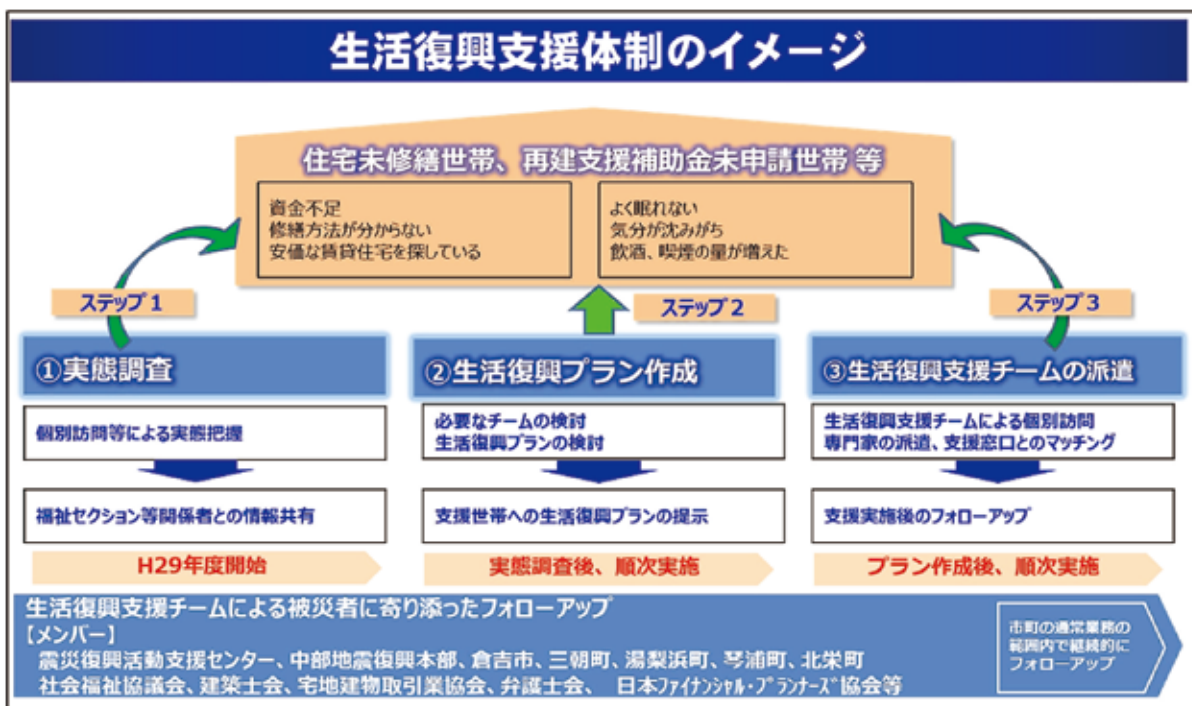 生活復興支援体制のイメージ
住宅未修繕世帯、再建支援補助金未申請世帯 等
資金不足
修繕方法が分からない
安価な賃貸住宅を探している
よく眠れない
気分が沈みがち
飲酒、喫煙の量が増えた
ステップ1
ステップ2
ステップ3
①実態調査
個別訪問等による実態把握
福祉セクション等関係者との情報共有
H29年度開始
②生活復興プラン作成
必要なチームの検討
生活復興プランの検討
支援世帯への生活復興プランの提示
実態調査後、順次実施
③生活復興支援チームの派遣
生活復興支援チームによる個別訪問
専門家の派遣、支援窓口とのマッチング
支援実施後のフォローアップ
プラン作成後、順次実施
生活復興支援チームによる被災者に寄り添ったフォローアップ
【メンバー】
震災復興活動支援センター、中部地震復興本部、倉吉市、三朝町、湯梨浜町、琴浦町、北栄町
社会福祉協議会、建築士会、宅地建物取引業協会、弁護士会、 日本ファイナンシャル・プランナーズ協会等
市町の通常業務の
範囲内で継続的に
フォローアップ